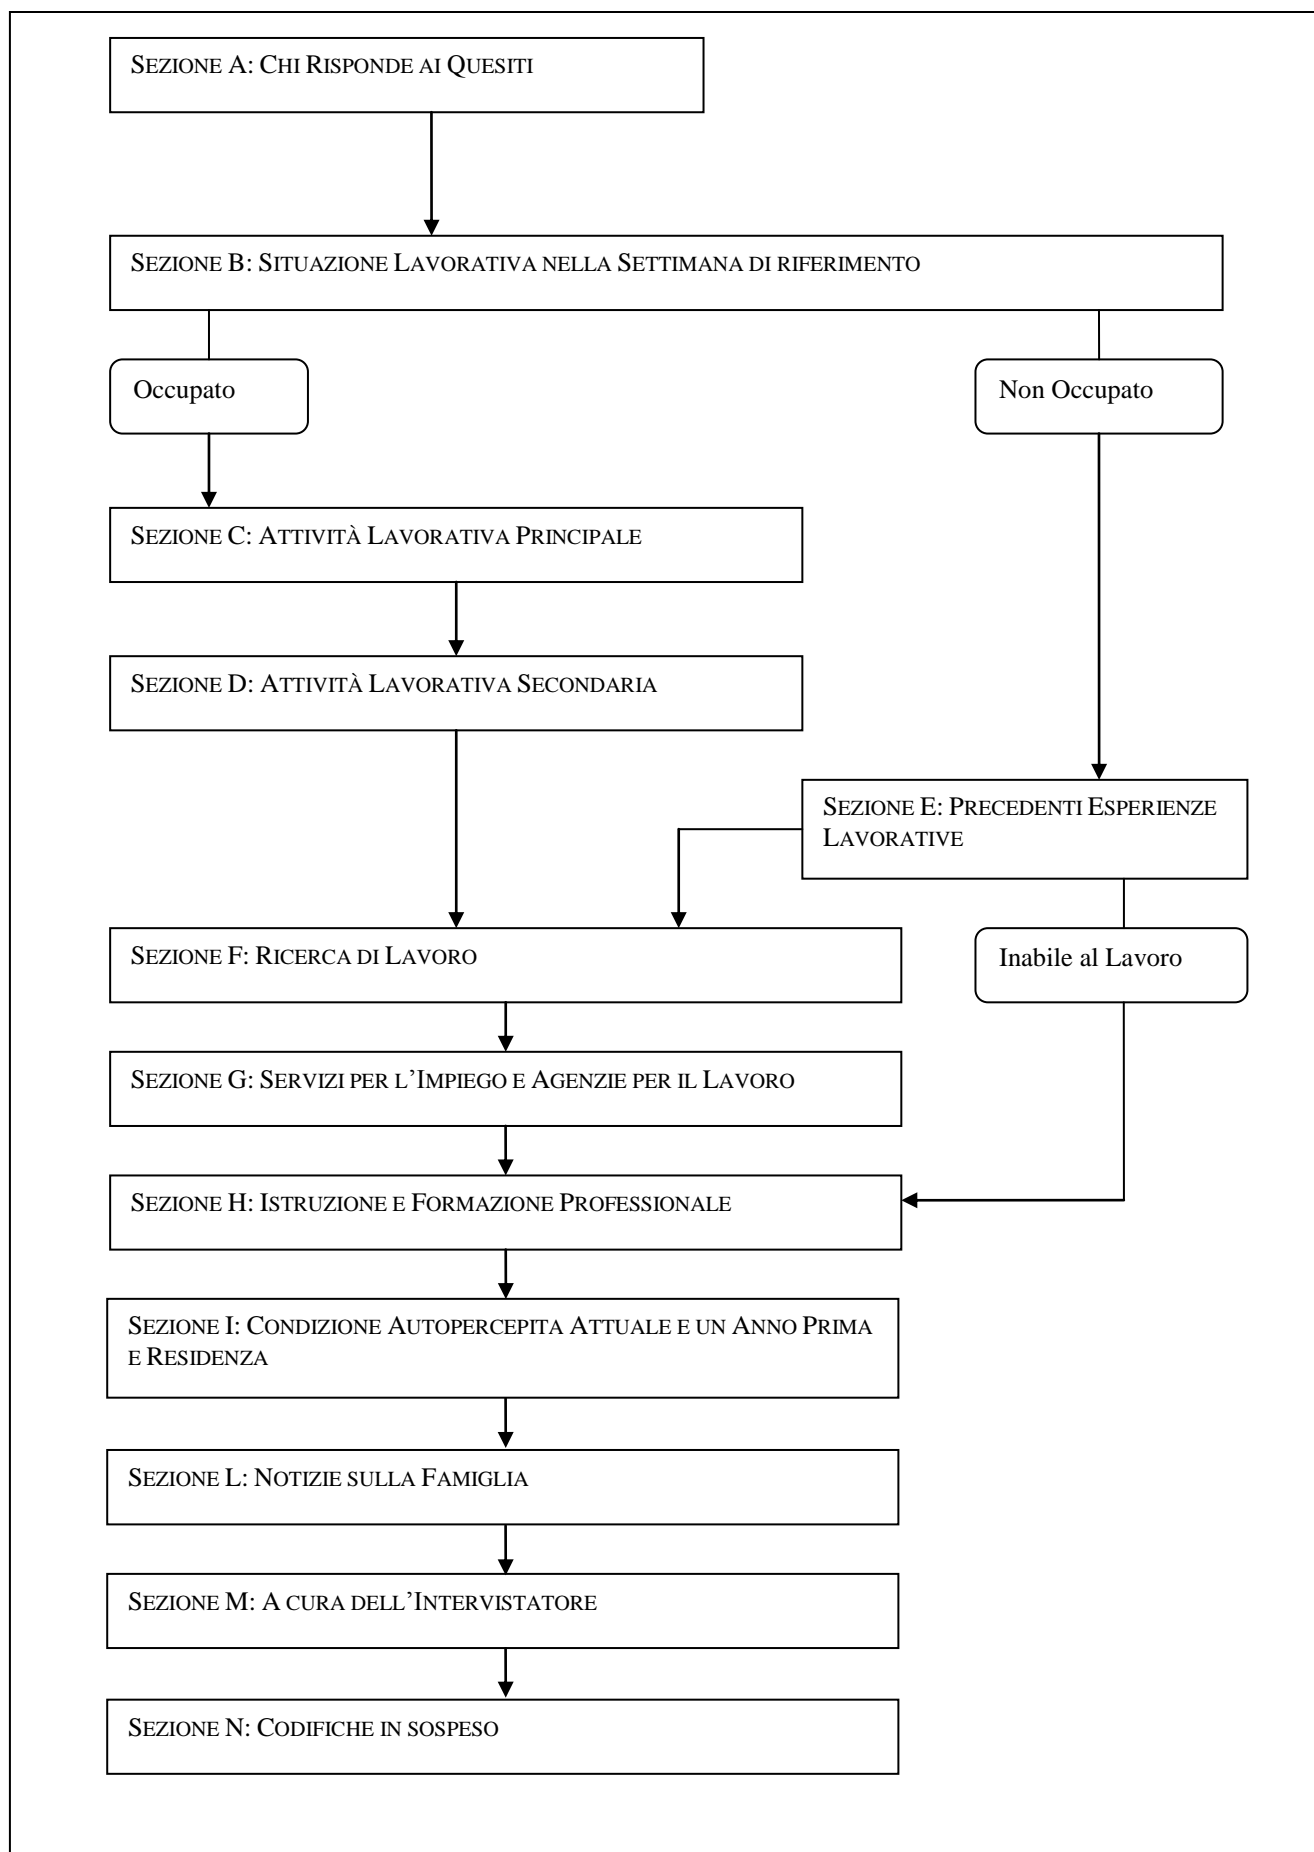 SEZIONE A: CHI RISPONDE AI QUESITI
SEZIONE B: SITUAZIONE LAVORATIVA NELLA SETTIMANA DI RIFERIMENTO
Occupato
Non Occupato
SEZIONE C: ATTIVITÀ LAVORATIVA PRINCIPALE
SEZIONE D: ATTIVITÀ LAVORATIVA SECONDARIA
SEZIONE E: PRECEDENTI ESPERIENZE
LAVORATIVE
SEZIONE F: RICERCA DI LAVORO
Inabile al Lavoro
SEZIONE G: SERVIZI PER L’IMPIEGO E AGENZIE PER IL LAVORO
SEZIONE H: ISTRUZIONE E FORMAZIONE PROFESSIONALE
SEZIONE I: CONDIZIONE AUTOPERCEPITA ATTUALE E UN ANNO PRIMA
E RESIDENZA
SEZIONE L: NOTIZIE SULLA FAMIGLIA
SEZIONE M: A CURA DELL’INTERVISTATORE
SEZIONE N: CODIFICHE IN SOSPESO